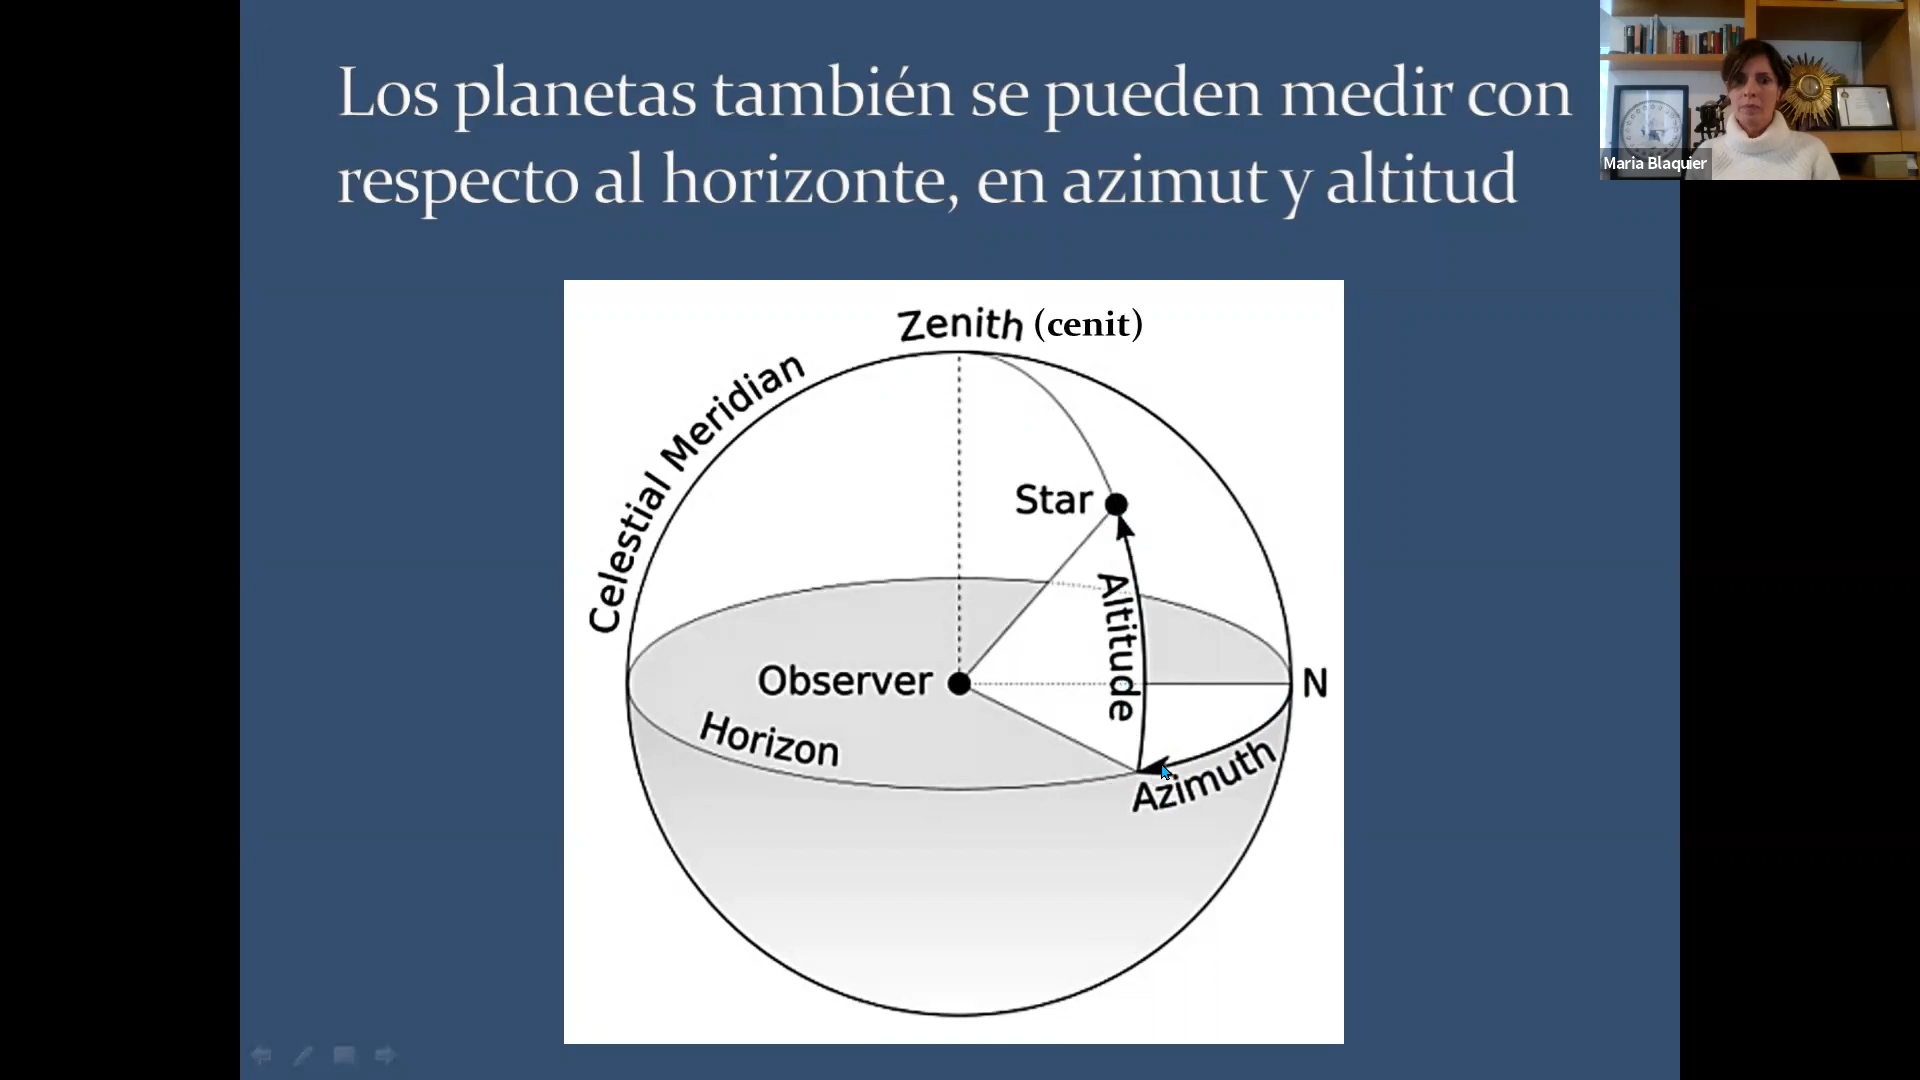 Los planetas también se pueden medir con
respecto al horizonte, en azimut y altitud
Maria Blaquier
Zenith (cenit)
Celestial Meridian
Star
Altitude
Observer
N
Horizon
Azimuth